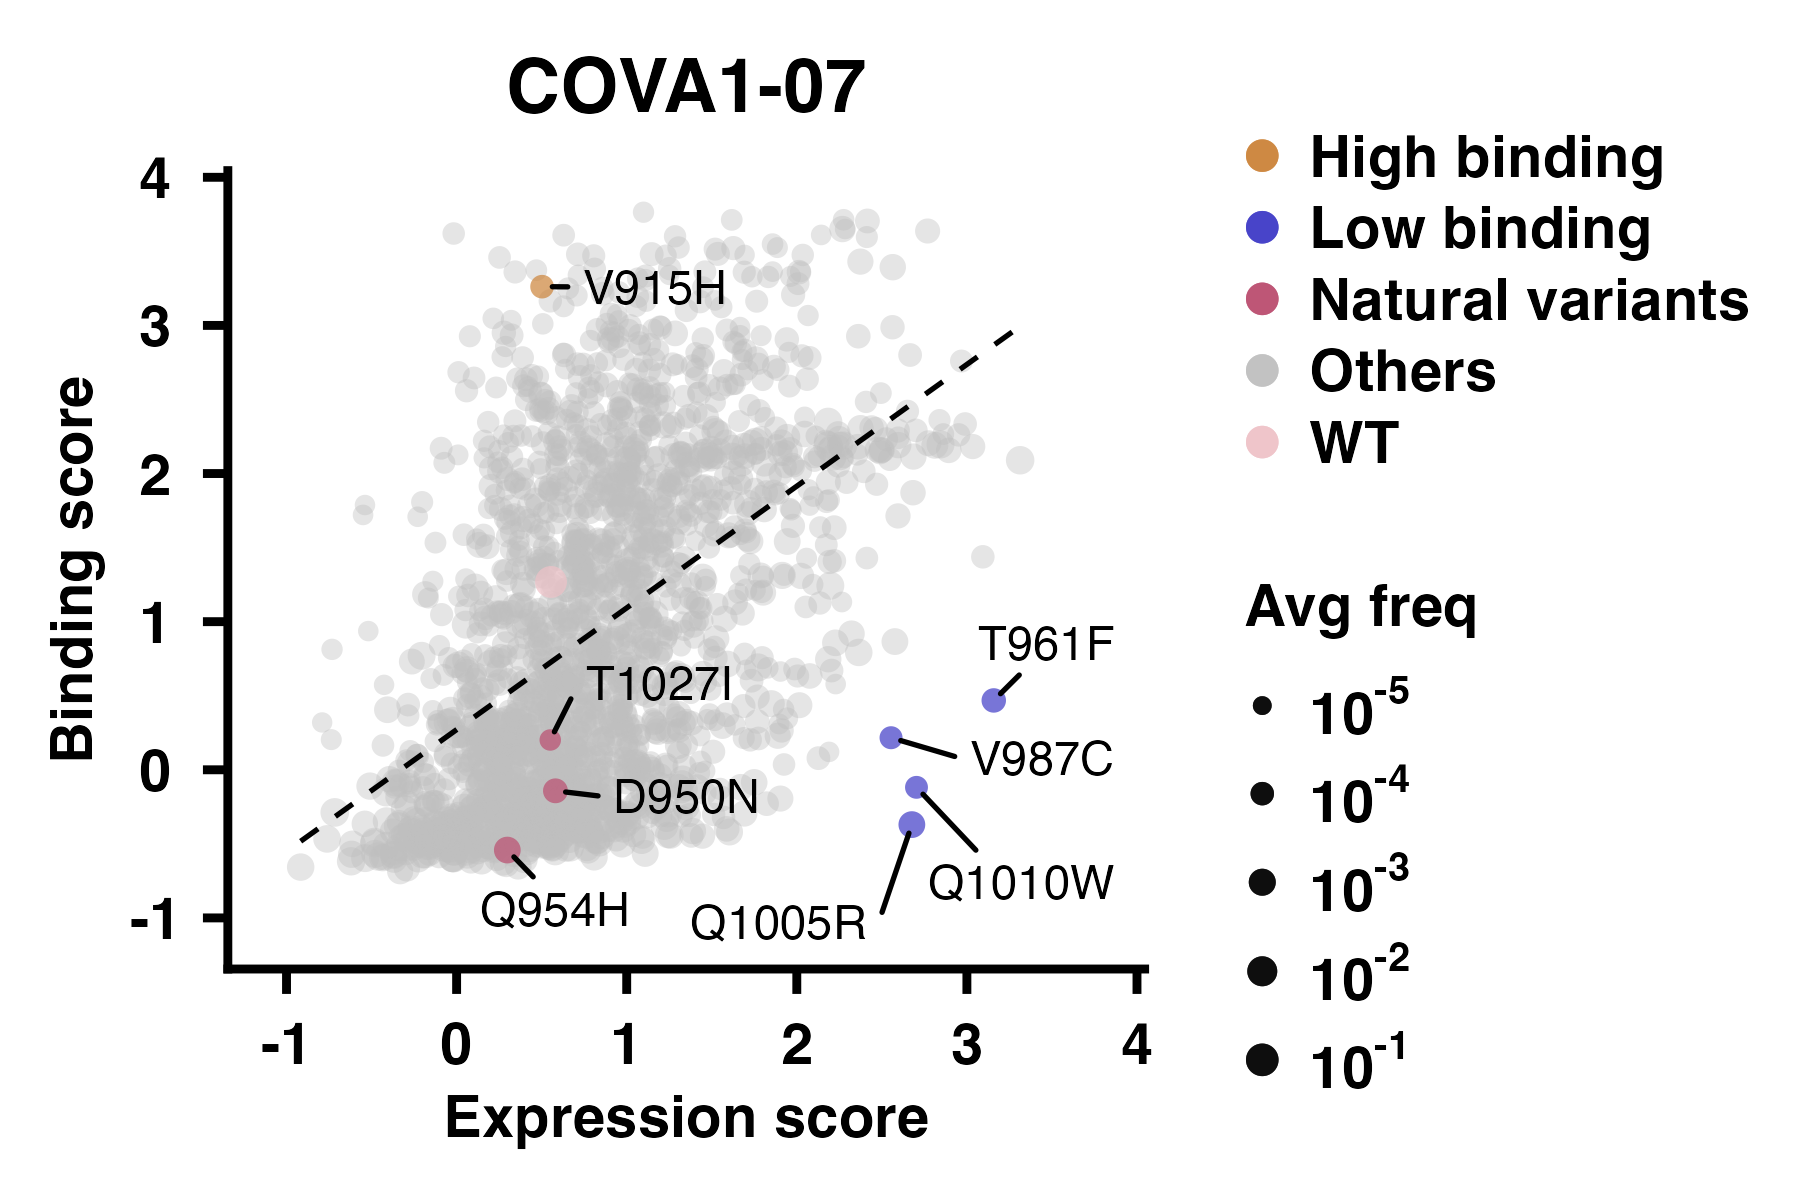 COVA1-07
4
3
2
1
0
-1
Binding score
V915H
T1027I
D950N
Q954H
T961F
V987C
Q1010W
Q1005R
-1 0 1 2 3 4
Expression score
High binding
Low binding
Natural variants
Others
WT
Avg freq
10⁻⁵
10⁻⁴
10⁻³
10⁻²
10⁻¹